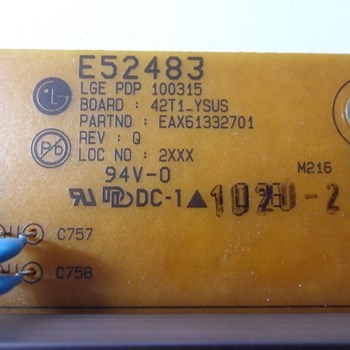 E52483
LGE PDP 100315
BOARD : 42T1_YSUS
PARTNO : EAX61332701
REV : Q
LOC NO : 2XXX
Pb
M216
94V-0
DC-1
C757
C758